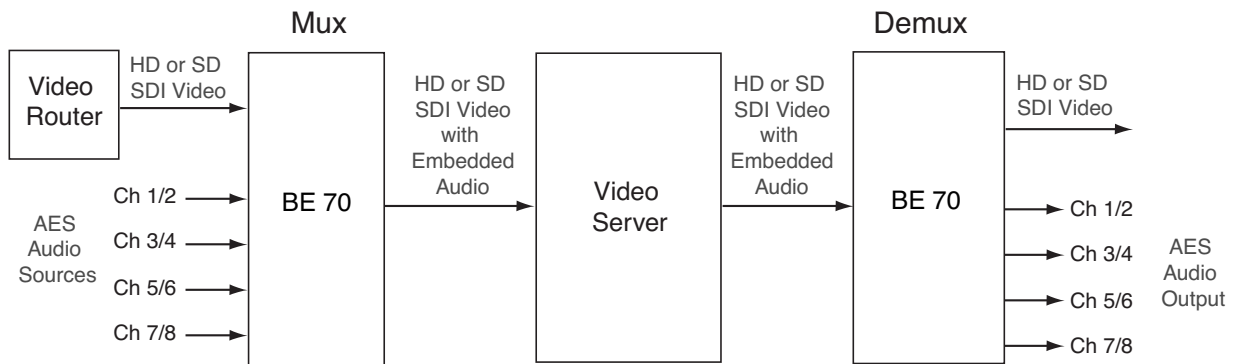 Mux
Demux
Video
Router
HD or SD
SDI Video
AES
Audio
Sources
Ch 1/2
Ch 3/4
Ch 5/6
Ch 7/8
BE 70
HD or SD
SDI Video
with
Embedded
Audio
Video
Server
HD or SD
SDI Video
with
Embedded
Audio
BE 70
HD or SD
SDI Video
Ch 1/2
Ch 3/4
Ch 5/6
Ch 7/8
AES
Audio
Output